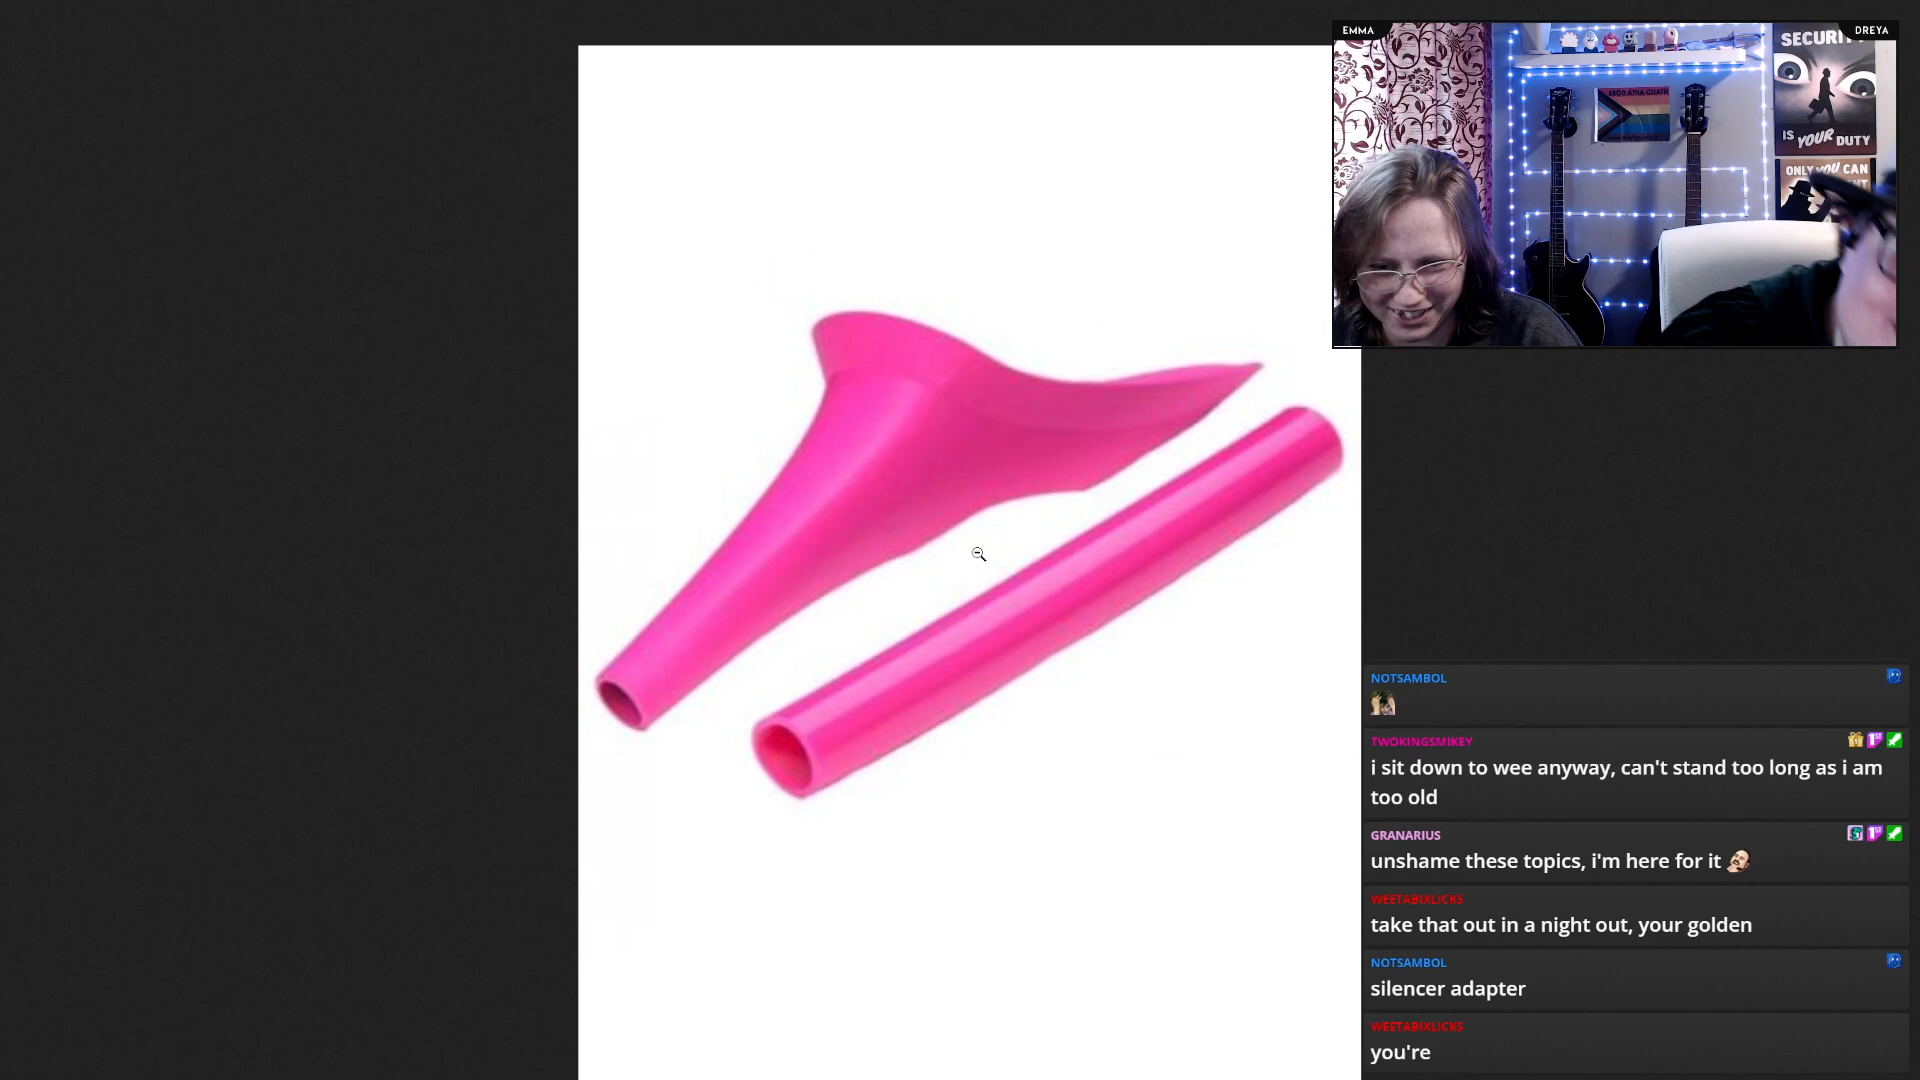 EMMA
DREYA
SECURITY
IS YOUR DUTY
ONLY YOU CAN
NOTSAMBOL
TWOKINGSMIKEY
i sit down to wee anyway, can't stand too long as i am
too old
GRANARIUS
unshame these topics, i'm here for it
WEETABIXLICKS
take that out in a night out, your golden
NOTSAMBOL
silencer adapter
WEETABIXLICKS
you're